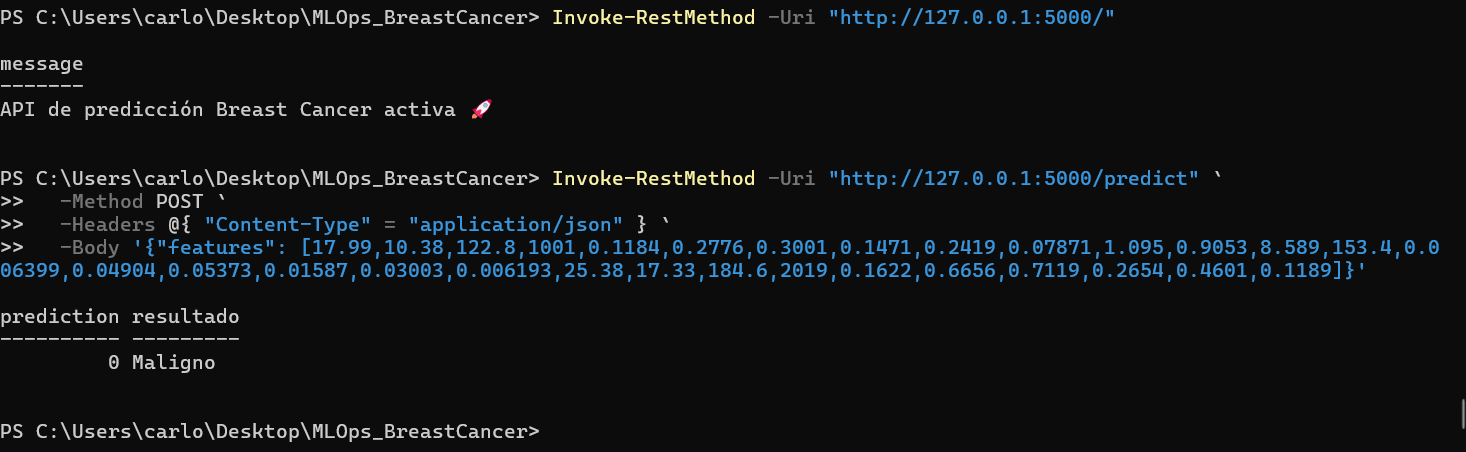 PS C:\Users\carlo\Desktop\MLOps_BreastCancer> Invoke-RestMethod -Uri "http://127.0.0.1:5000/"
message
-------
API de predicción Breast Cancer activa 🚀
PS C:\Users\carlo\Desktop\MLOps_BreastCancer> Invoke-RestMethod -Uri "http://127.0.0.1:5000/predict" `
>>   -Method POST `
>>   -Headers @{ "Content-Type" = "application/json" } `
>>   -Body '{"features": [17.99,10.38,122.8,1001,0.1184,0.2776,0.3001,0.1471,0.2419,0.07871,1.095,0.9053,8.589,153.4,0.0
06399,0.04904,0.05373,0.01587,0.03003,0.006193,25.38,17.33,184.6,2019,0.1622,0.6656,0.7119,0.2654,0.4601,0.1189]}'
prediction resultado
---------- ---------
         0 Maligno
PS C:\Users\carlo\Desktop\MLOps_BreastCancer>